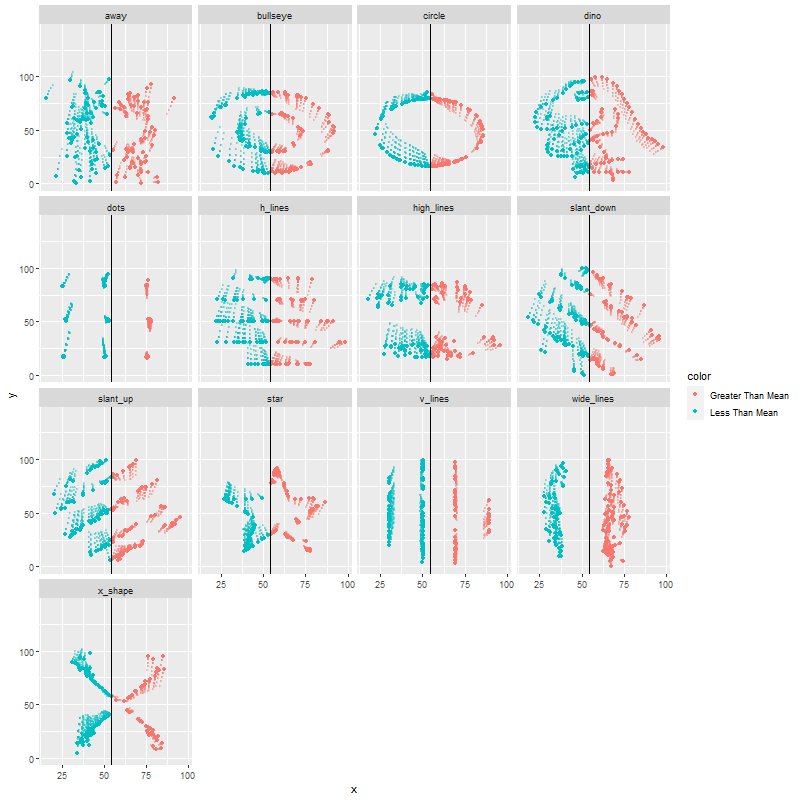 away bullseye circle dino
150
100
50
0
dots h_lines high_lines slant_down
100
50
0
slant_up star v_lines wide_lines
100
50
0
25 50 75 100 25 50 75 100 25 50 75 100
x_shape
100
50
0
25 50 75 100
x
y
color
Greater Than Mean
Less Than Mean